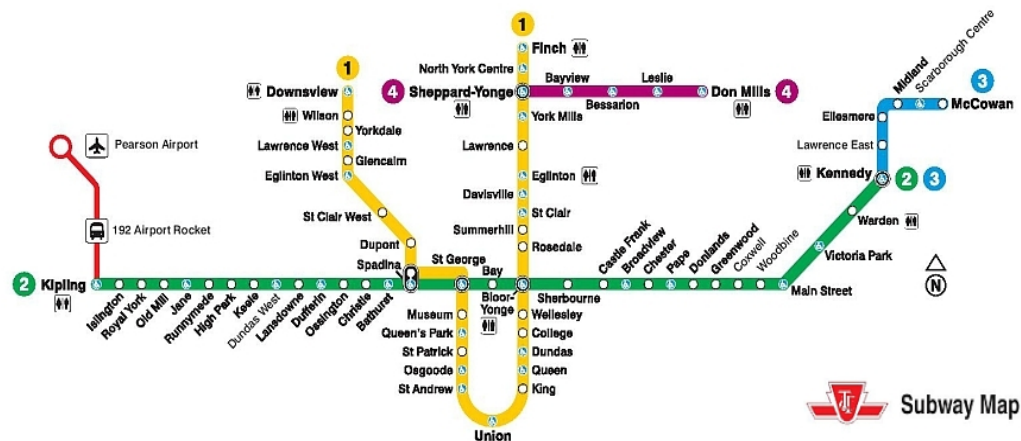 1
Finch
North York Centre
1
4
Sheppard-Yonge
Bayview
Leslie
Bessarion
Don Mills
4
Downsview
Wilson
Yorkdale
Lawrence West
Glencairn
Eglinton West
St Clair West
Dupont
Spadina
York Mills
Lawrence
Eglinton
Davisville
St Clair
Summerhill
Rosedale
Midland
Scarborough Centre
3
McCowan
Ellesmere
Lawrence East
Kennedy
2
3
Warden
Victoria Park
Main Street
Pearson Airport
192 Airport Rocket
2
Kipling
Islington
Royal York
Old Mill
Jane
Runnymede
High Park
Keele
Dundas West
Lansdowne
Dufferin
Ossington
Christie
Bathurst
St George
Bay
Bloor-
Yonge
Sherbourne
Castle Frank
Broadview
Chester
Pape
Donlands
Greenwood
Coxwell
Woodbine
Museum
Queen's Park
St Patrick
Osgoode
St Andrew
Union
Wellesley
College
Dundas
Queen
King
N
TTC
Subway Map